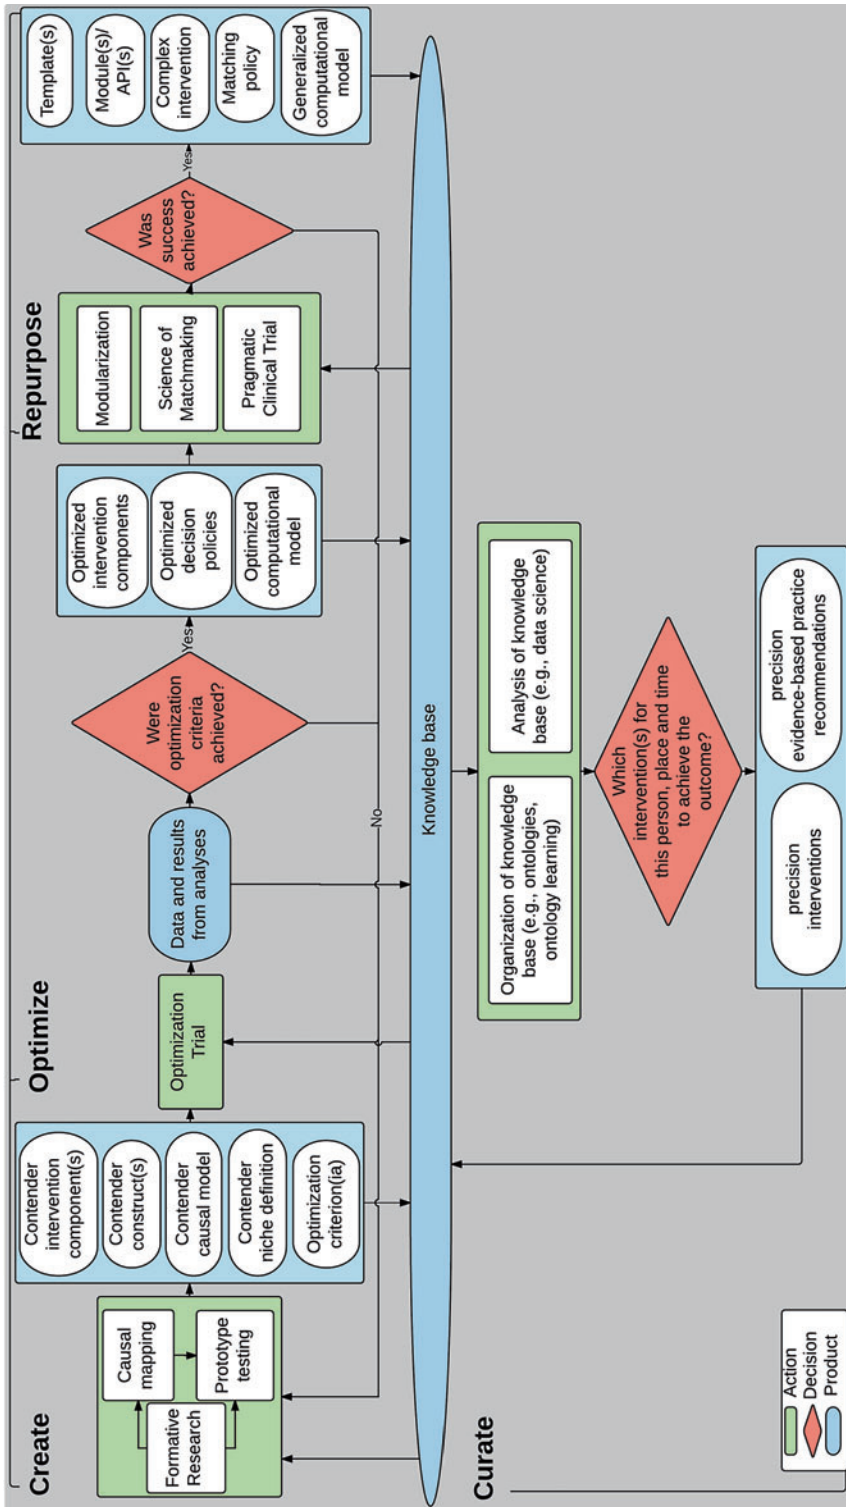 Create
Optimize
Repurpose
Formative
Research
Causal
mapping
Prototype
testing
Contender
intervention
component(s)
Contender
construct(s)
Contender
causal model
Contender
niche definition
Optimization
criterion(ia)
Optimization
Trial
Data and results
from analyses
Were
optimization
criteria
achieved?
Yes
No
Optimized
intervention
components
Optimized
decision
policies
Optimized
computational
model
Modularization
Science of
Matchmaking
Pragmatic
Clinical Trial
Was
success
achieved?
Yes
Template(s)
Module(s)/
API(s)
Complex
intervention
Matching
policy
Generalized
computational
model
Knowledge base
Curate
Organization of knowledge
base (e.g., ontologies,
ontology learning)
Analysis of knowledge
base (e.g., data science)
Which
intervention(s) for
this person, place and time
to achieve the
outcome?
precision
interventions
precision
evidence-based practice
recommendations
Action
Decision
Product